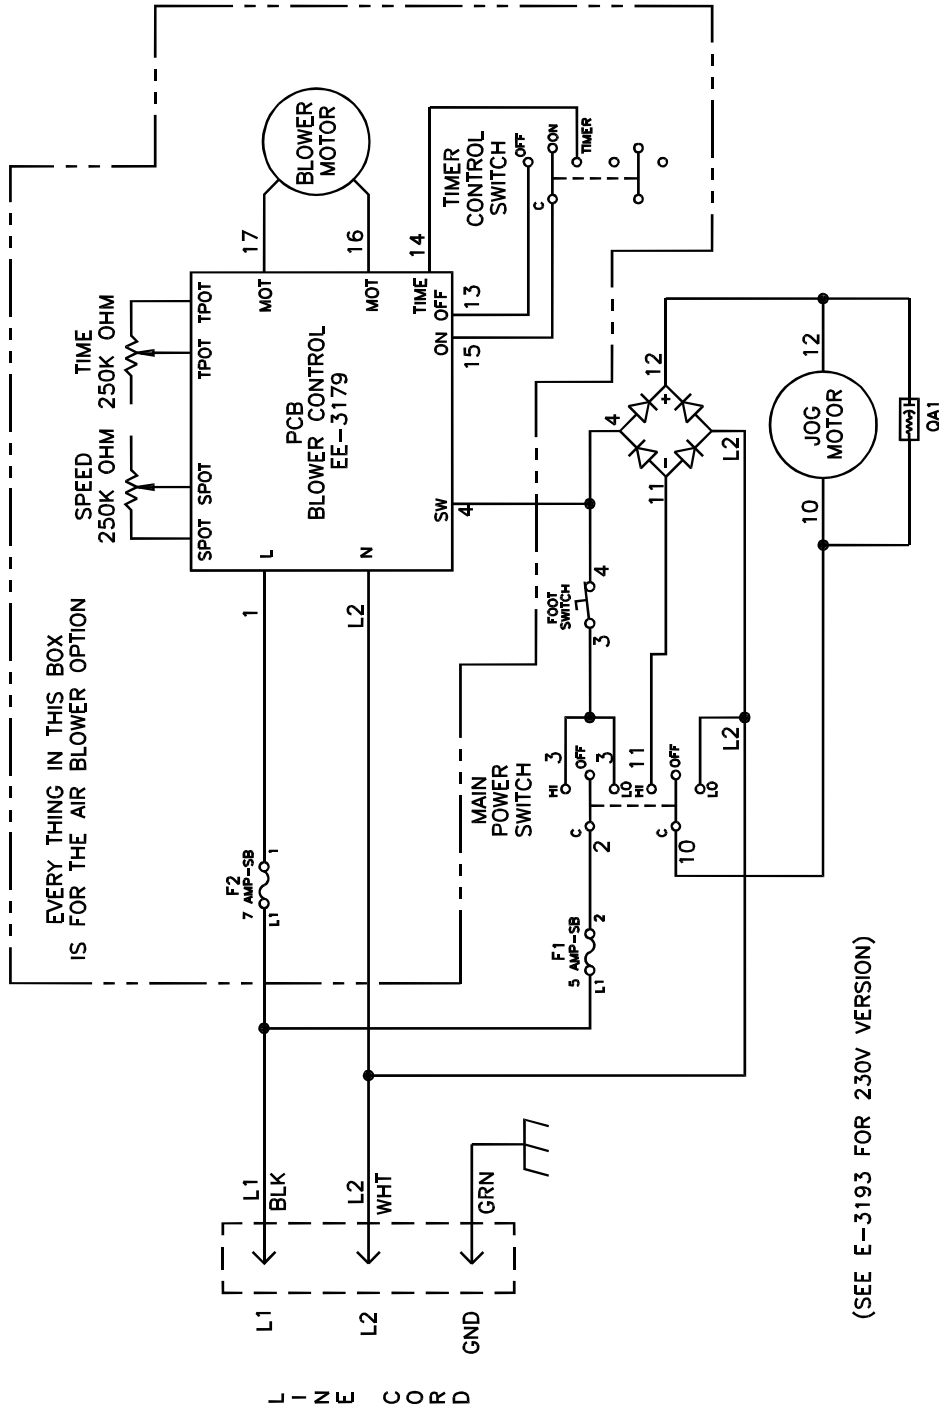 EVERY THING IN THIS BOX
IS FOR THE AIR BLOWER OPTION
SPEED
250K OHM
TIME
250K OHM
SPOT
SPOT
TPOT
TPOT
L
N
PCB
BLOWER CONTROL
EE-3179
MOT
MOT
TIME
SW
ON
OFF
17
16
14
13
15
4
1
L2
BLOWER
MOTOR
TIMER
CONTROL
SWITCH
OFF
ON
TIMER
C
F2
7 AMP-SB
L1
1
F1
5 AMP-SB
L1
2
MAIN
POWER
SWITCH
HI
OFF
LO
C
2
3
3
HI
OFF
LO
C
10
11
L2
FOOT
SWITCH
3
4
4
12
+
-
11
L2
12
JOG
MOTOR
10
QA1
L1
BLK
L2
WHT
GRN
L1
L2
GND
LINE CORD
(SEE E-3193 FOR 230V VERSION)